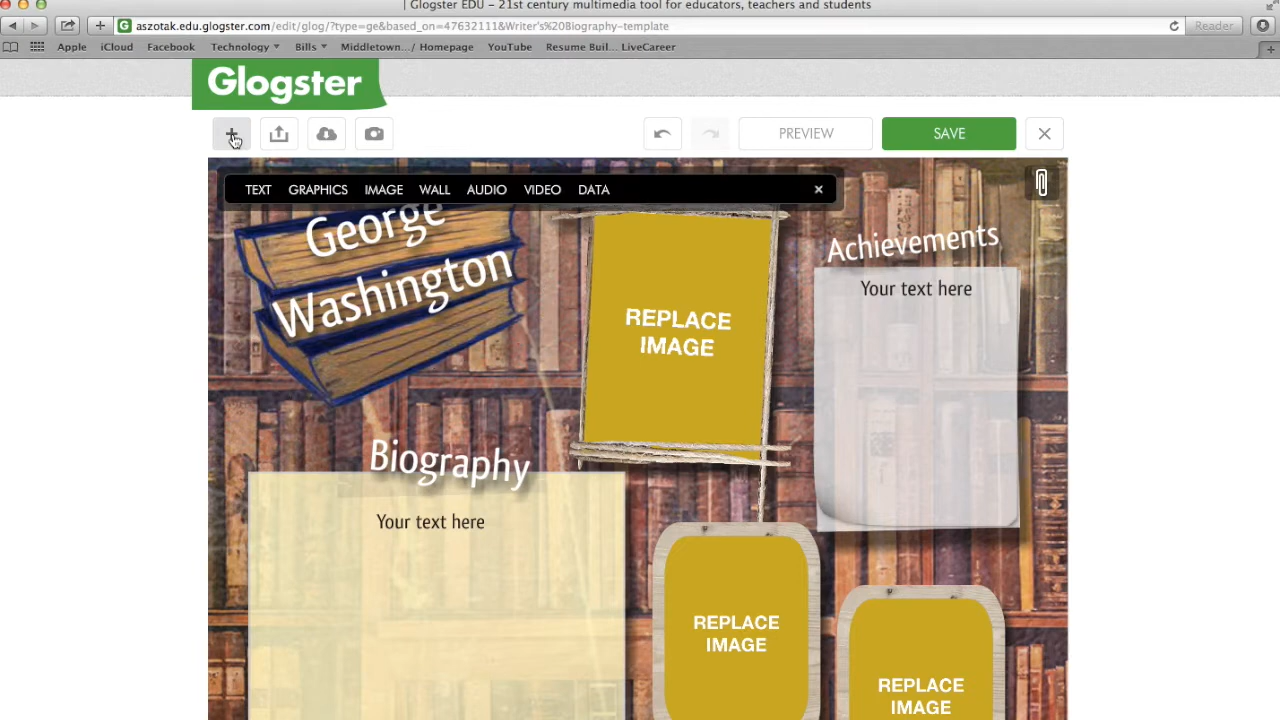 | Glogster EDU – 21st century multimedia tool for educators, teachers and students
aszotak.edu.glogster.com/edit/glog/?type=ge&based_on=47632111&Writer's%20Biography-template
Reader
Apple iCloud Facebook Technology Bills Middletown.../ Homepage YouTube Resume Buil... LiveCareer
Glogster
PREVIEW
SAVE
TEXT GRAPHICS IMAGE WALL AUDIO VIDEO DATA
George
Washington
REPLACE
IMAGE
Achievements
Your text here
Biography
Your text here
REPLACE
IMAGE
REPLACE
IMAGE